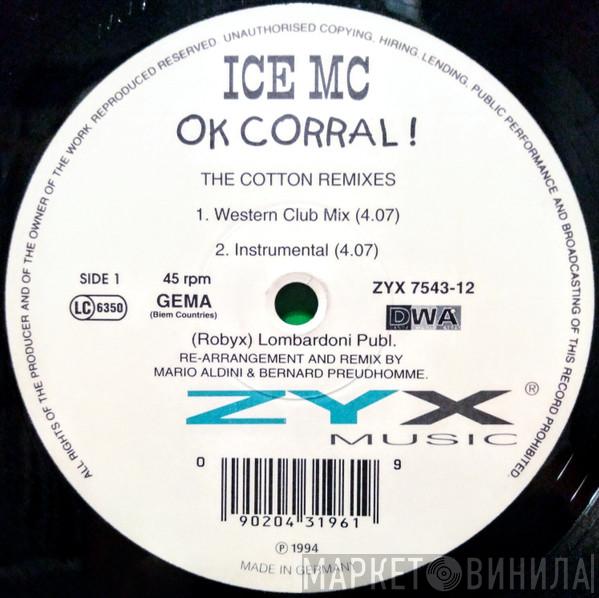 ALL RIGHTS OF THE PRODUCER AND OF THE OWNER OF THE WORK REPRODUCED RESERVED. UNAUTHORISED COPYING, HIRING, LENDING, PUBLIC PERFORMANCE AND BROADCASTING OF THIS RECORD PROHIBITED.
ICE MC
OK CORRAL!
THE COTTON REMIXES
1. Western Club Mix (4.07)
2. Instrumental (4.07)
SIDE 1 45 rpm ZYX 7543-12
LC 6350 GEMA DWA
(Biem Countries)
(Robyx) Lombardoni Publ.
RE-ARRANGEMENT AND REMIX BY
MARIO ALDINI & BERNARD PREUDHOMME.
ZYX ®
MUSIC
0 9
90204 31961
℗ 1994
MADE IN GERMANY
МАРКЕТ ВИНИЛА